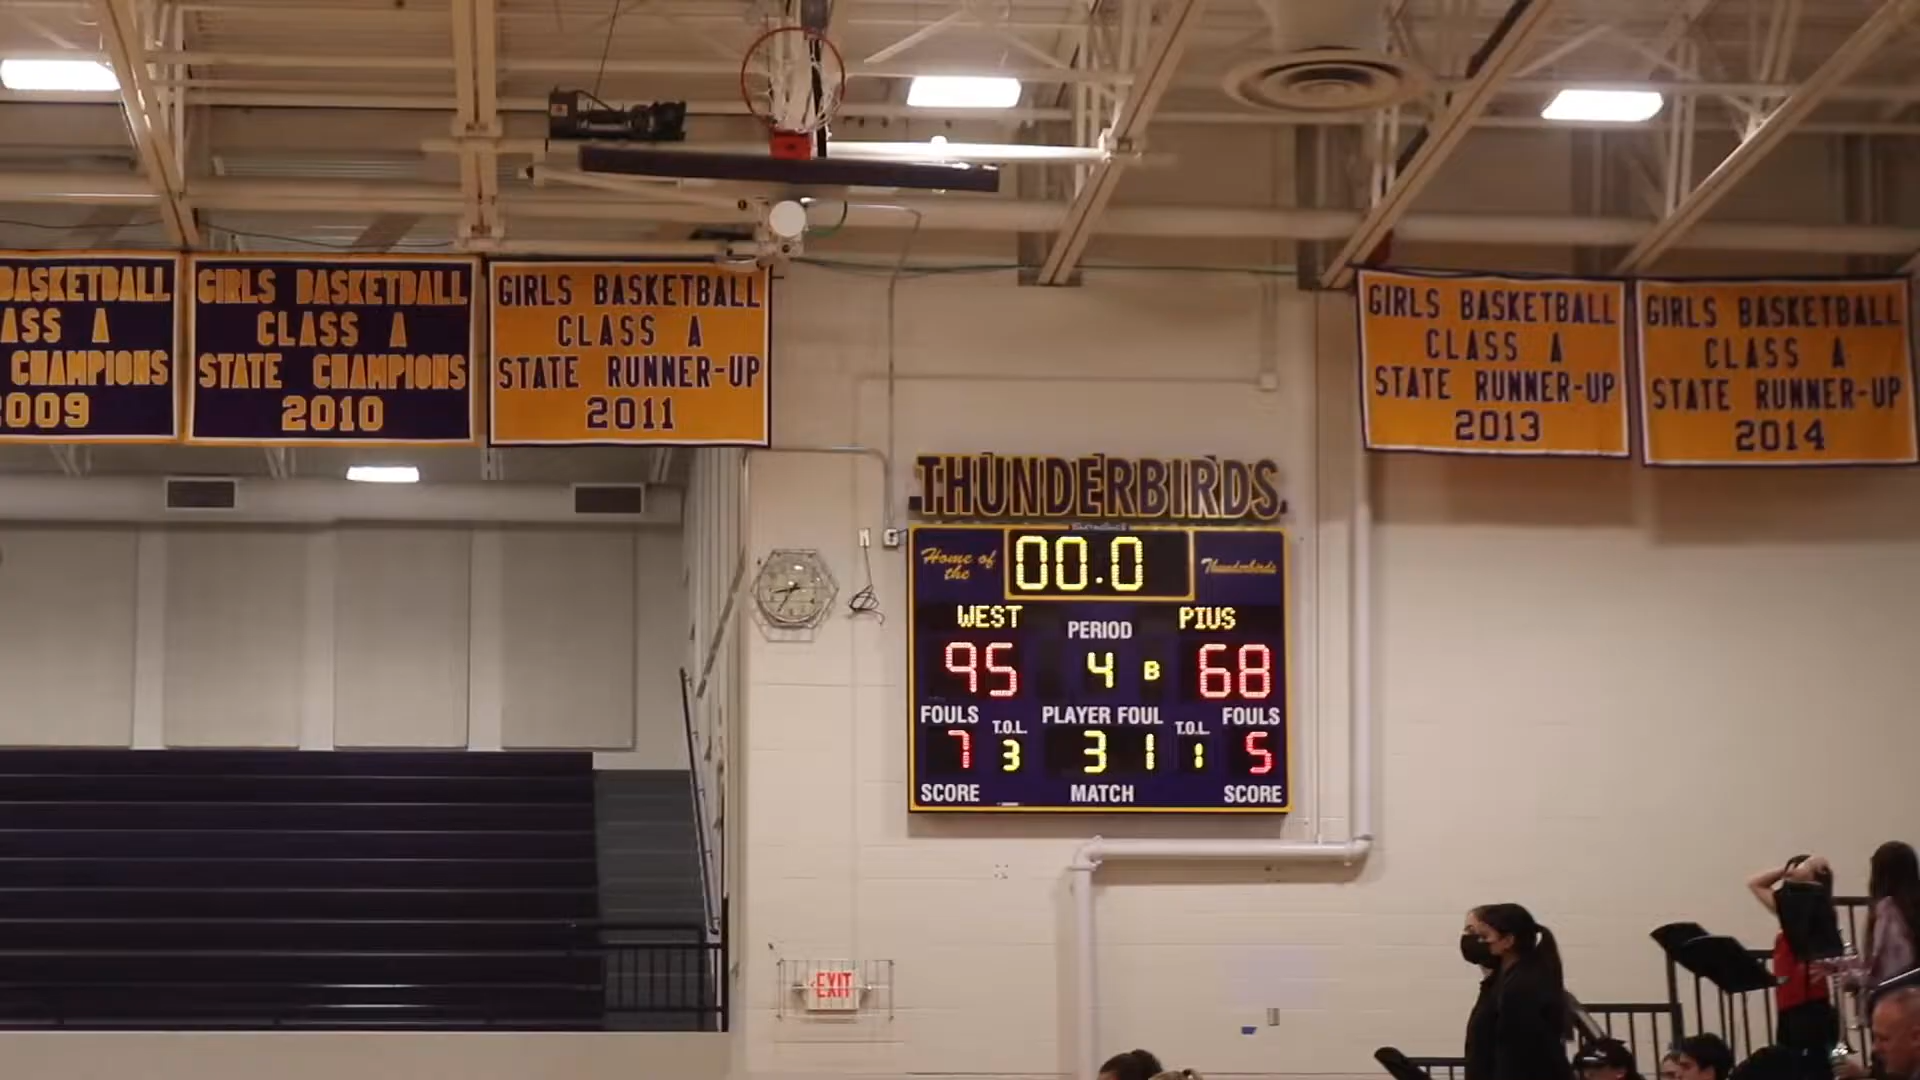 BASKETBALL
ASS A
CHAMPIONS
2009
GIRLS BASKETBALL
CLASS A
STATE CHAMPIONS
2010
GIRLS BASKETBALL
CLASS A
STATE RUNNER-UP
2011
GIRLS BASKETBALL
CLASS A
STATE RUNNER-UP
2013
GIRLS BASKETBALL
CLASS A
STATE RUNNER-UP
2014
THUNDERBIRDS
Home of the
00.0
Thunderbirds
WEST
PERIOD
PIUS
95
4 B
68
FOULS
T.O.L.
PLAYER FOUL
T.O.L.
FOULS
7
3
31
1
5
SCORE
MATCH
SCORE
EXIT